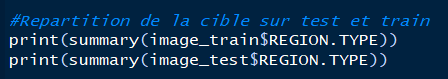 #Repartition de la cible sur test et train
print(summary(image_train$REGION.TYPE))
print(summary(image_test$REGION.TYPE))